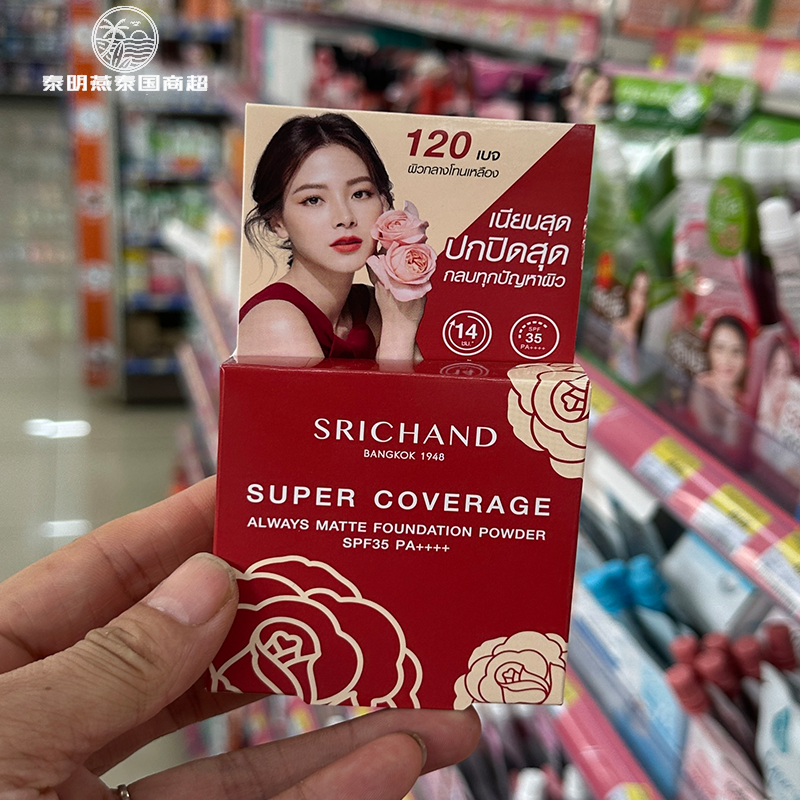 泰明燕泰国商超
120 เบจ
ผิวกลางโทนเหลือง
เนียนสุด
ปกปิดสุด
กลบทุกปัญหาผิว
14
ชม.*
SPF
35
PA++++
SRICHAND
BANGKOK 1948
SUPER COVERAGE
ALWAYS MATTE FOUNDATION POWDER
SPF35 PA++++